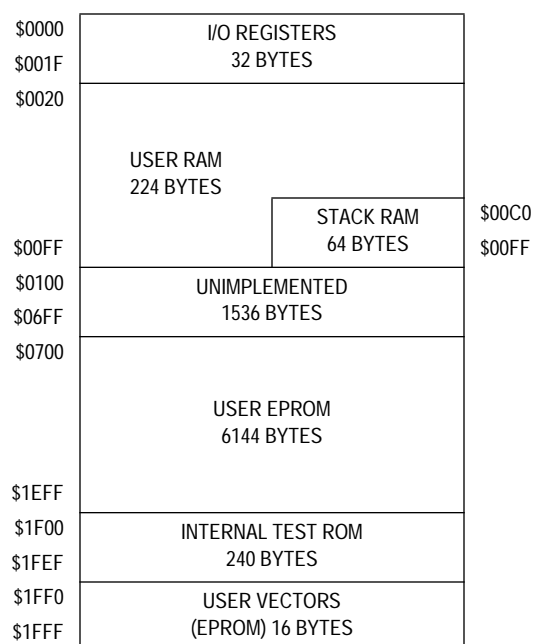 $0000
I/O REGISTERS
32 BYTES
$001F
$0020
USER RAM
224 BYTES
STACK RAM
64 BYTES
$00C0
$00FF
$00FF
$0100
UNIMPLEMENTED
1536 BYTES
$06FF
$0700
USER EPROM
6144 BYTES
$1EFF
$1F00
INTERNAL TEST ROM
240 BYTES
$1FEF
$1FF0
USER VECTORS
(EPROM) 16 BYTES
$1FFF